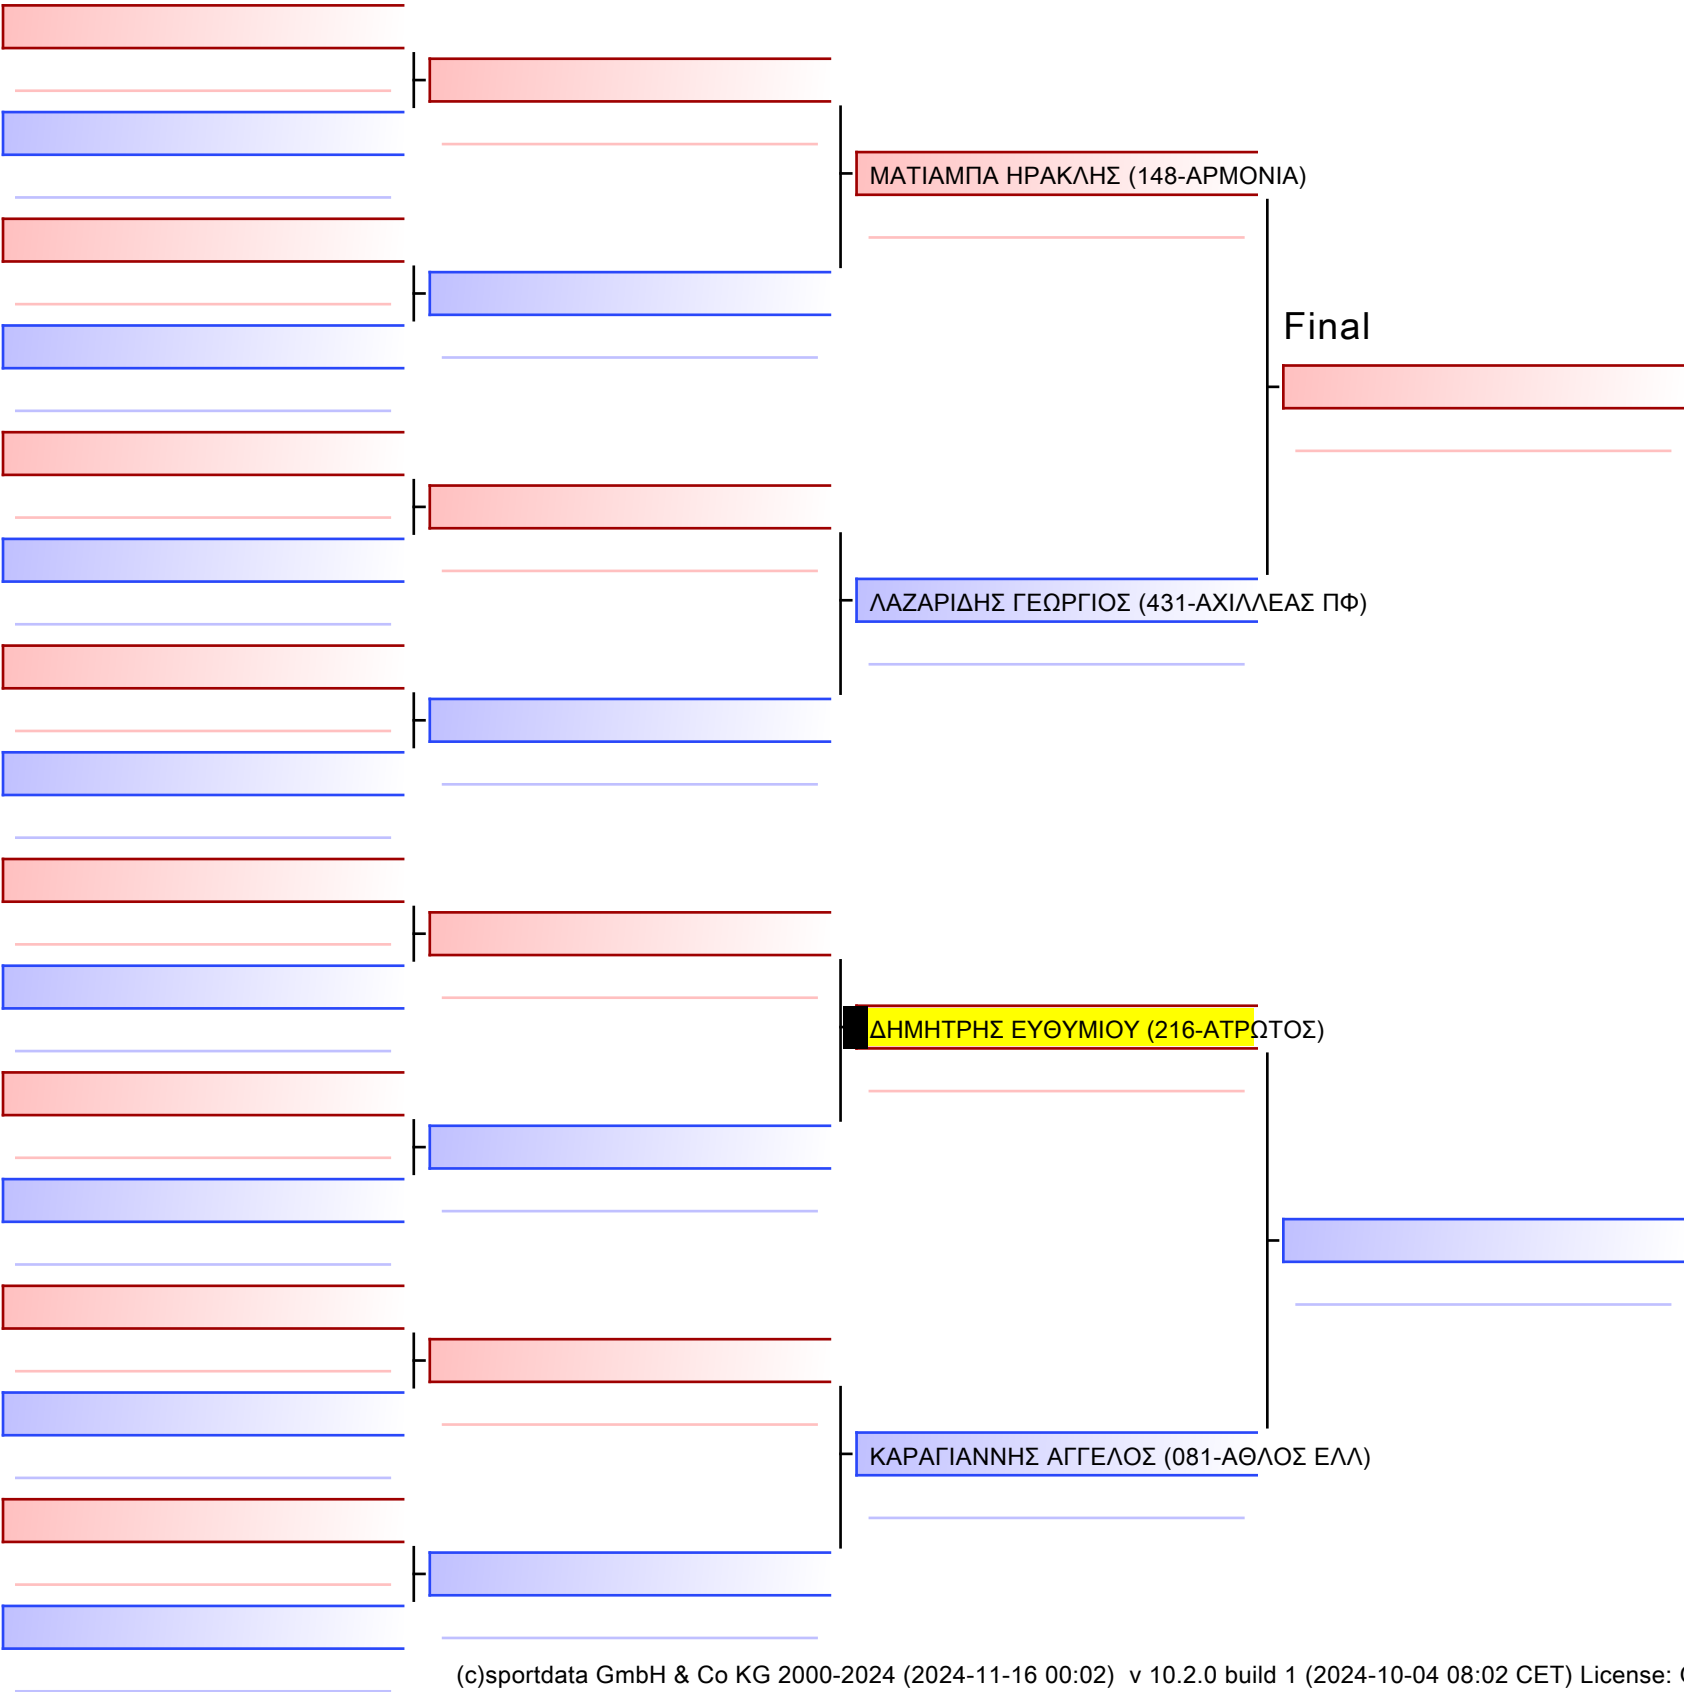 ΜΑΤΙΑΜΠΑ ΗΡΑΚΛΗΣ (148-ΑΡΜΟΝΙΑ)
Final
ΛΑΖΑΡΙΔΗΣ ΓΕΩΡΓΙΟΣ (431-ΑΧΙΛΛΕΑΣ ΠΦ)
ΔΗΜΗΤΡΗΣ ΕΥΘΥΜΙΟΥ (216-ΑΤΡΩΤΟΣ)
ΚΑΡΑΓΙΑΝΝΗΣ ΑΓΓΕΛΟΣ (081-ΑΘΛΟΣ ΕΛΛ)
(c)sportdata GmbH & Co KG 2000-2024 (2024-11-16 00:02) v 10.2.0 build 1 (2024-10-04 08:02 CET) License: